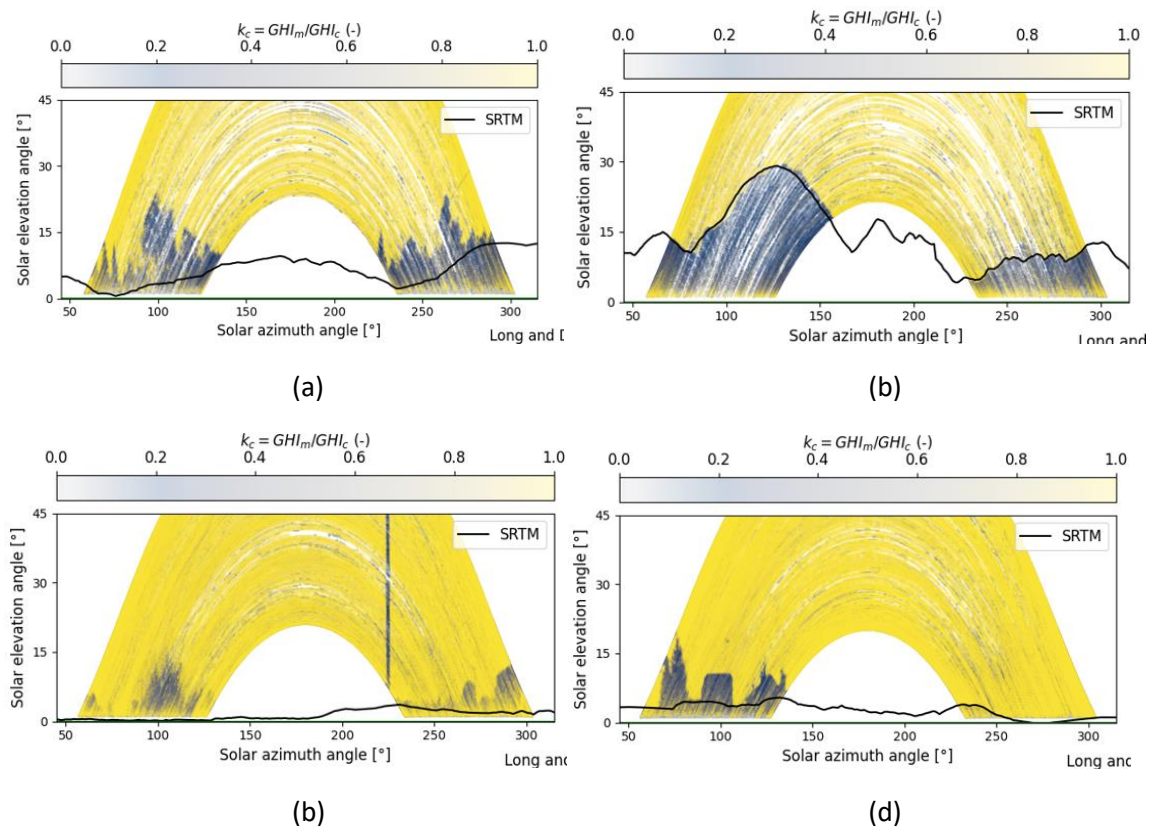 k_c = GHI_m/GHI_c (-)
0.0 0.2 0.4 0.6 0.8 1.0
45
30
15
0
Solar elevation angle [°]
SRTM
50 100 150 200 250 300
Solar azimuth angle [°]
Long and
(a)
k_c = GHI_m/GHI_c (-)
0.0 0.2 0.4 0.6 0.8 1.0
45
30
15
0
Solar elevation angle [°]
SRTM
50 100 150 200 250 300
Solar azimuth angle [°]
Long and
(b)
k_c = GHI_m/GHI_c (-)
0.0 0.2 0.4 0.6 0.8 1.0
45
30
15
0
Solar elevation angle [°]
SRTM
50 100 150 200 250 300
Solar azimuth angle [°]
Long and
(b)
k_c = GHI_m/GHI_c (-)
0.0 0.2 0.4 0.6 0.8 1.0
45
30
15
0
Solar elevation angle [°]
SRTM
50 100 150 200 250 300
Solar azimuth angle [°]
Long and
(d)